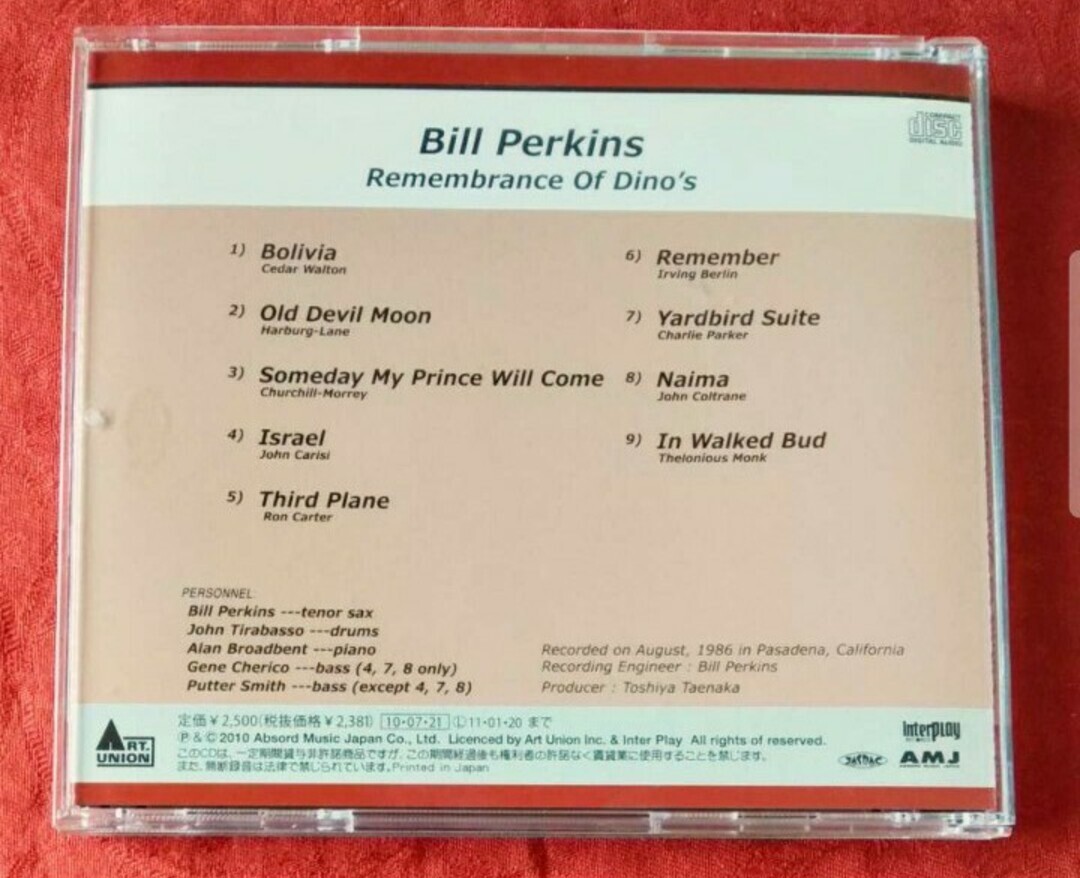 Bill Perkins
Remembrance Of Dino's
COMPACT
disc
DIGITAL AUDIO
1) Bolivia
Cedar Walton
2) Old Devil Moon
Harburg-Lane
3) Someday My Prince Will Come
Churchill-Morrey
4) Israel
John Carisi
5) Third Plane
Ron Carter
6) Remember
Irving Berlin
7) Yardbird Suite
Charlie Parker
8) Naima
John Coltrane
9) In Walked Bud
Thelonious Monk
PERSONNEL:
Bill Perkins ---tenor sax
John Tirabasso ---drums
Alan Broadbent ---piano
Gene Cherico ---bass (4, 7, 8 only)
Putter Smith ---bass (except 4, 7, 8)
Recorded on August, 1986 in Pasadena, California
Recording Engineer : Bill Perkins
Producer : Toshiya Taenaka
ART.
UNION
定価¥2,500(税抜価格¥2,381) 10・07・21 Ⓛ11・01・20 まで
Ⓟ & © 2010 Absord Music Japan Co., Ltd. Licenced by Art Union Inc. & Inter Play All rights of reserved.
このCDは、一定期間貸与非許諾商品ですが、この期間経過後も権利者の許諾なく賃貸業に使用することを禁じます。
また、無断録音は法律で禁じられています。Printed in Japan
interplay
JASRAC
AMJ